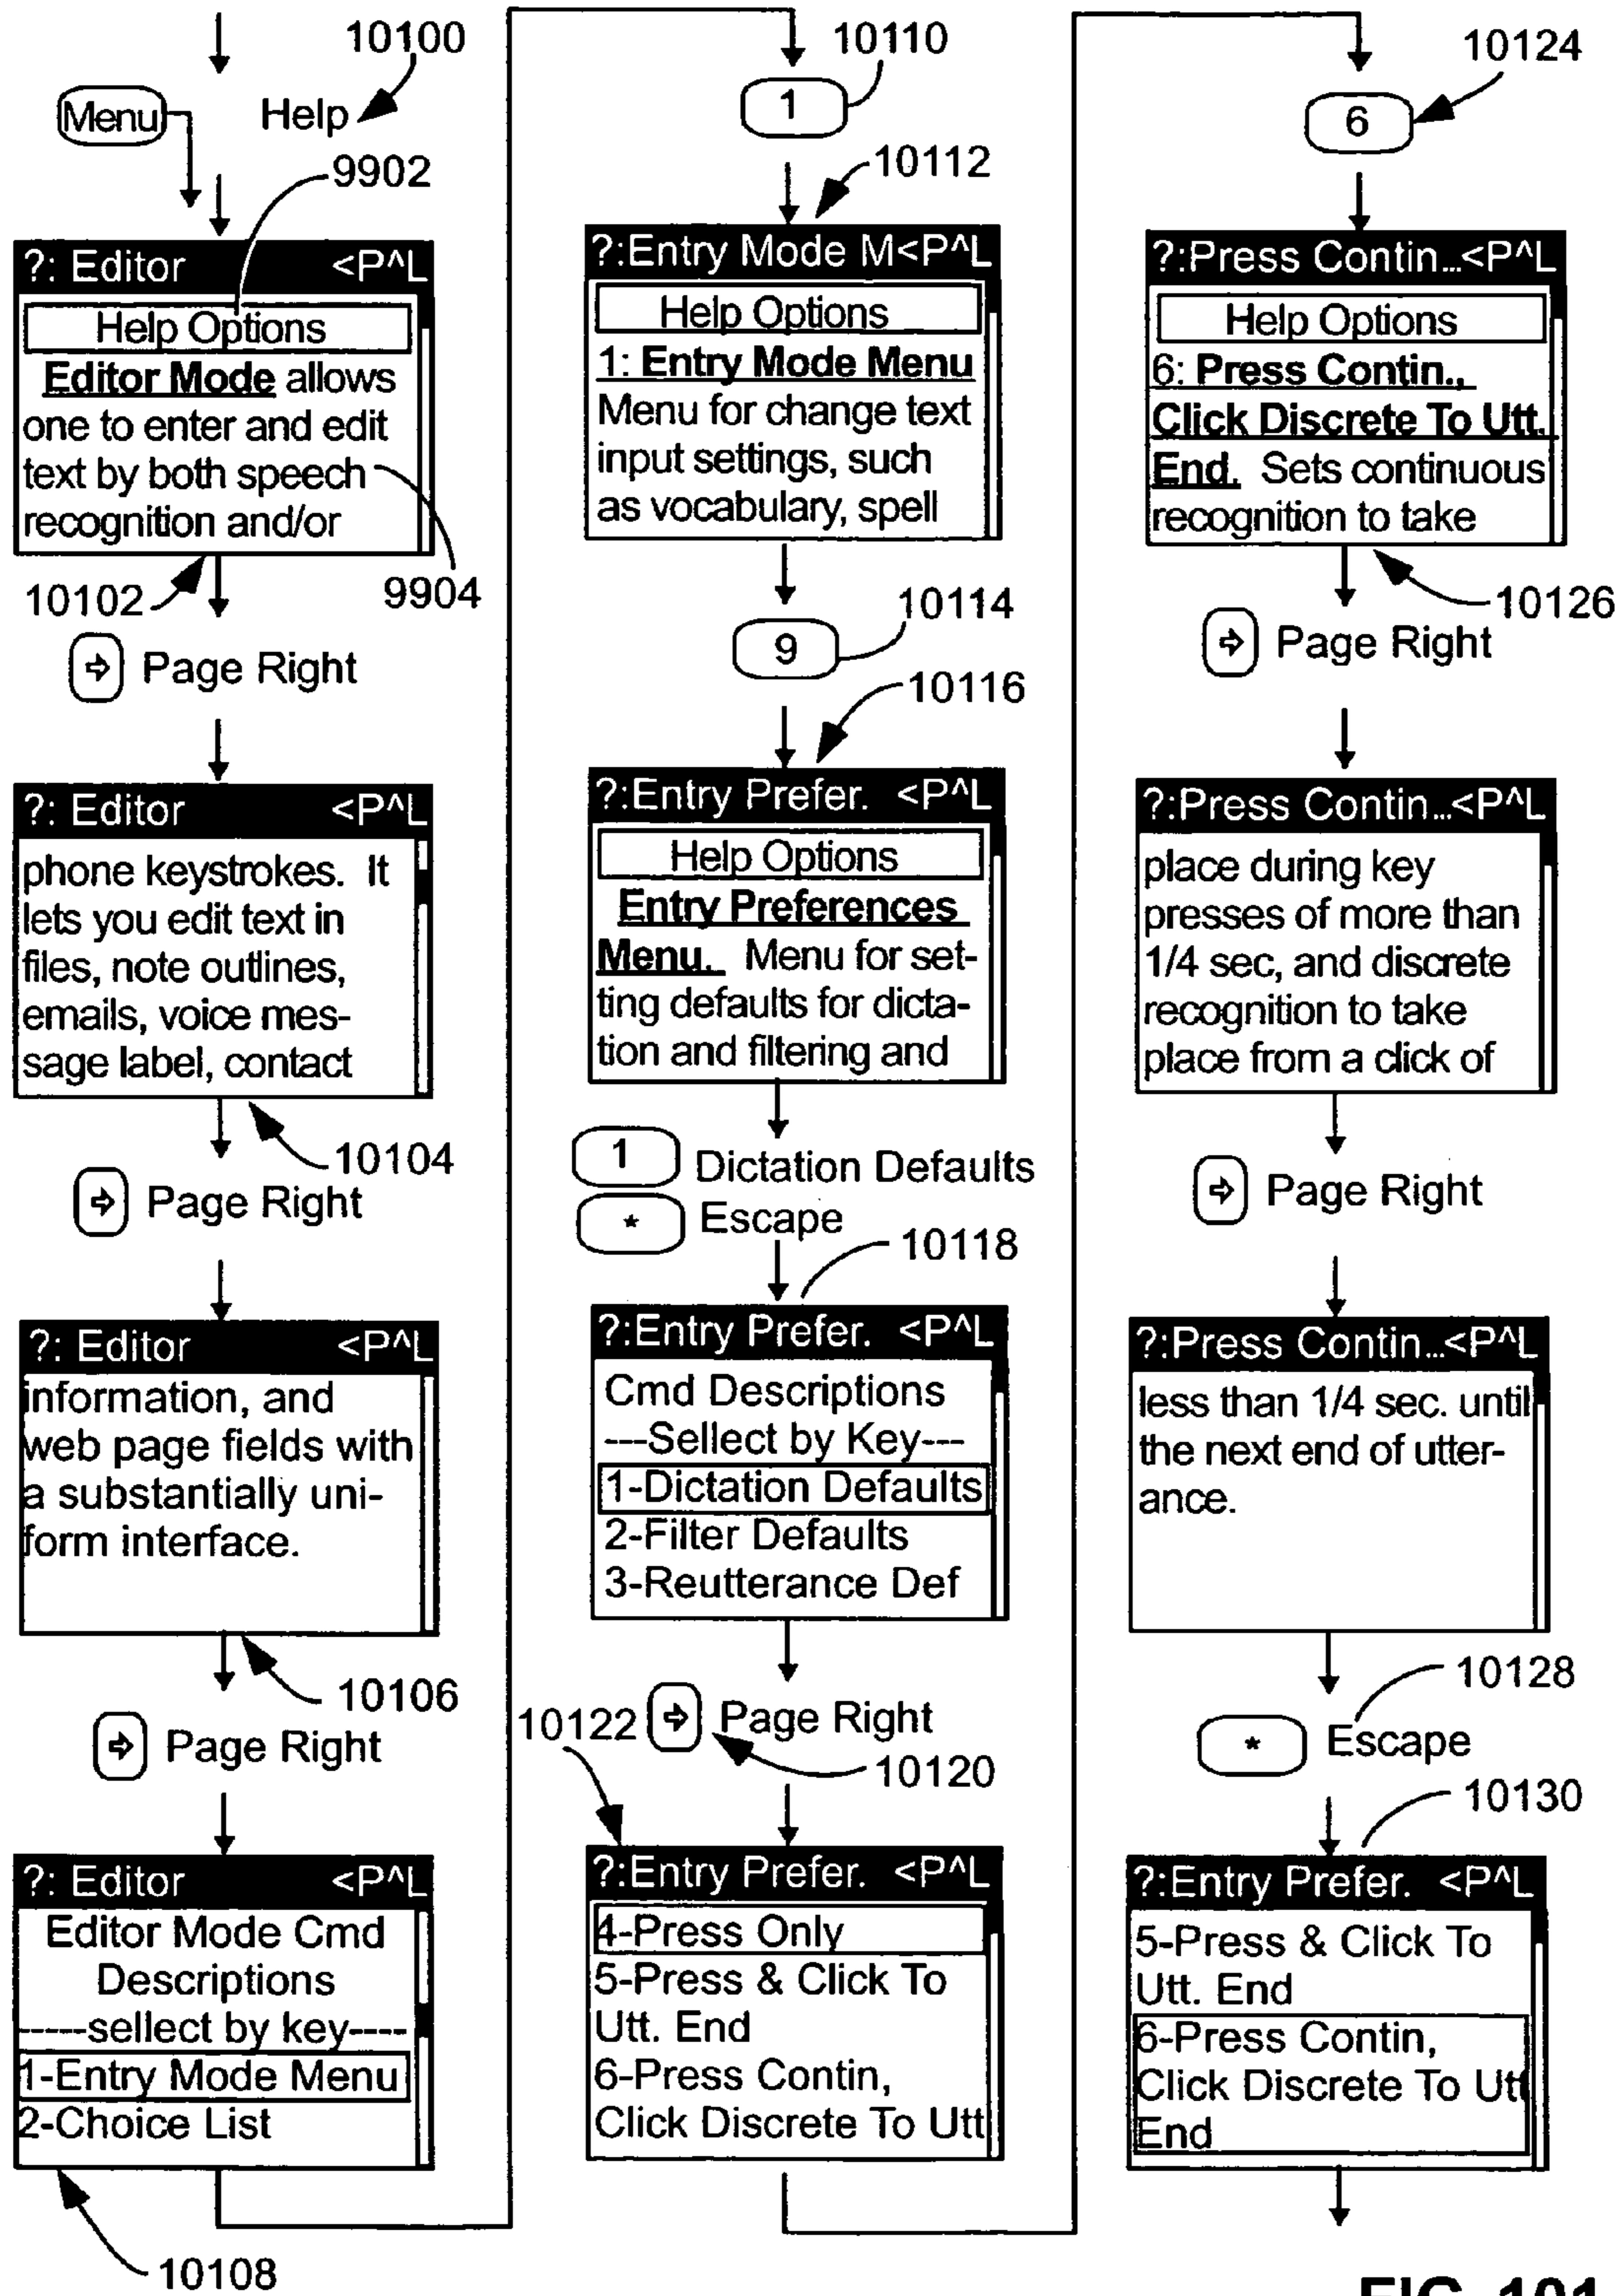 10100
Menu
Help
9902
?: Editor <P^L
Help Options
Editor Mode allows
one to enter and edit
text by both speech
recognition and/or
10102
9904
⇨ Page Right
?: Editor <P^L
phone keystrokes. It
lets you edit text in
files, note outlines,
emails, voice mes-
sage label, contact
10104
⇨ Page Right
?: Editor <P^L
information, and
web page fields with
a substantially uni-
form interface.
10106
⇨ Page Right
?: Editor <P^L
Editor Mode Cmd
Descriptions
-----sellect by key----
1-Entry Mode Menu
2-Choice List
10108
10110
1
10112
?:Entry Mode M<P^L
Help Options
1: Entry Mode Menu
Menu for change text
input settings, such
as vocabulary, spell
10114
9
10116
?:Entry Prefer. <P^L
Help Options
Entry Preferences
Menu. Menu for set-
ting defaults for dicta-
tion and filtering and
1 Dictation Defaults
* Escape
10118
?:Entry Prefer. <P^L
Cmd Descriptions
---Sellect by Key---
1-Dictation Defaults
2-Filter Defaults
3-Reutterance Def
10122 ⇨ Page Right
10120
?:Entry Prefer. <P^L
4-Press Only
5-Press & Click To
Utt. End
6-Press Contin,
Click Discrete To Utt
10124
6
?:Press Contin...<P^L
Help Options
6: Press Contin.,
Click Discrete To Utt.
End. Sets continuous
recognition to take
10126
⇨ Page Right
?:Press Contin...<P^L
place during key
presses of more than
1/4 sec, and discrete
recognition to take
place from a click of
⇨ Page Right
?:Press Contin...<P^L
less than 1/4 sec. until
the next end of utter-
ance.
10128
* Escape
10130
?:Entry Prefer. <P^L
5-Press & Click To
Utt. End
6-Press Contin,
Click Discrete To Utt
End
FIG. 101